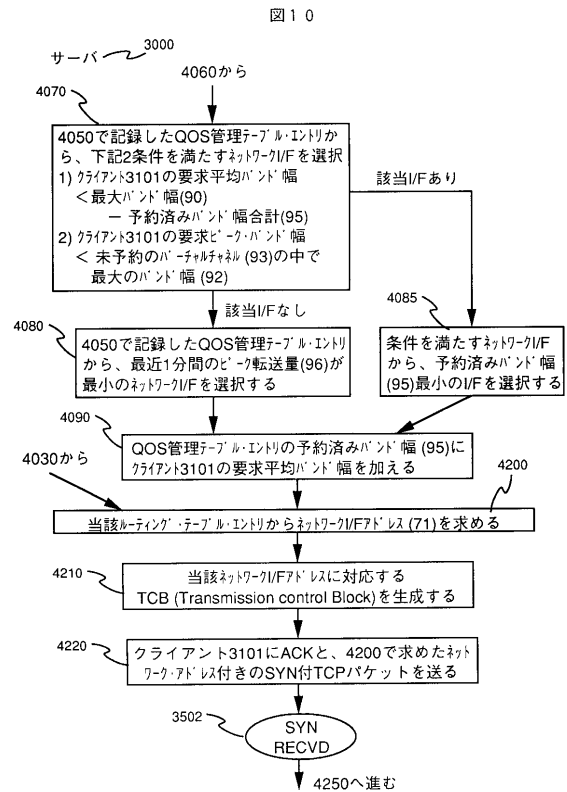 図10
サーバ 3000
4060から
4070
4050で記録したQOS管理テーブル・エントリか
ら、下記2条件を満たすネットワークI/Fを選択
1) クライアント3101の要求平均バンド幅
＜最大バンド幅(90)
― 予約済みバンド幅合計(95)
2) クライアント3101の要求ピーク・バンド幅
＜未予約のバーチャルチャネル(93)の中で
最大のバンド幅(92)
該当I/Fあり
該当I/Fなし
4080
4050で記録したQOS管理テーブル・エントリ
から、最近1分間のピーク転送量(96)が
最小のネットワークI/Fを選択する
4085
条件を満たすネットワークI/F
から、予約済みバンド幅
(95)最小のI/Fを選択する
4090
QOS管理テーブル・エントリの予約済みバンド幅(95)に
クライアント3101の要求平均バンド幅を加える
4030から
4200
当該ルーティング・テーブル・エントリからネットワークI/Fアドレス(71)を求める
4210
当該ネットワークI/Fアドレスに対応する
TCB (Transmission control Block)を生成する
4220
クライアント3101にACKと、4200で求めたネット
ワーク・アドレス付きのSYN付TCPパケットを送る
3502
SYN
RECVD
4250へ進む